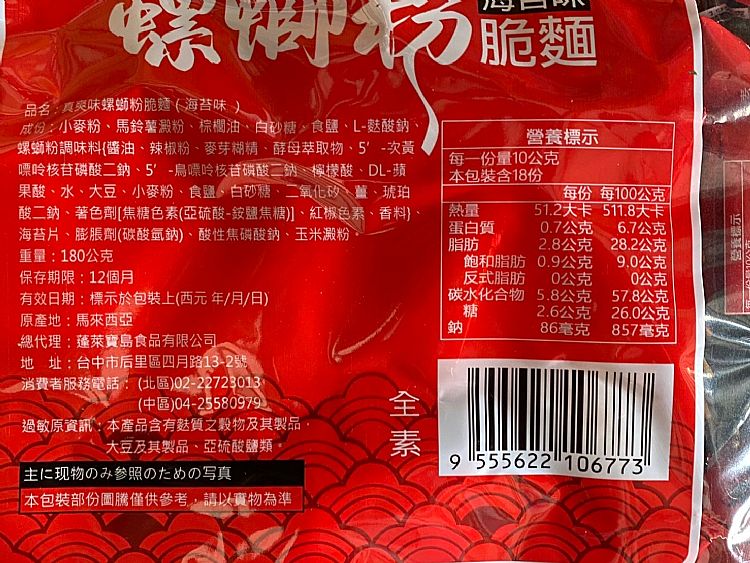 螺螄粉
海苔味
脆麵
品名：真爽味螺螄粉脆麵（海苔味 ）
成份：小麥粉、馬鈴薯澱粉、棕櫚油、白砂糖、食鹽、L-麩酸鈉、
螺螄粉調味料{醬油、辣椒粉、麥芽糊精、酵母萃取物、5’-次黃
嘌呤核苷磷酸二鈉、5’-鳥嘌呤核苷磷酸二鈉、檸檬酸、DL-蘋
果酸、水、大豆、小麥粉、食鹽、白砂糖、二氧化矽、薑、琥珀
酸二鈉、著色劑[焦糖色素(亞硫酸-銨鹽焦糖)]、紅椒色素、香料}、
海苔片、膨脹劑(碳酸氫鈉)、酸性焦磷酸鈉、玉米澱粉。
重量：180公克
保存期限：12個月
有效日期：標示於包裝上(西元 年/月/日)
原產地：馬來西亞
總代理：蓬萊寶島食品有限公司
地 址：台中市后里區四月路13-2號
消費者服務電話：(北區)02-22723013
(中區)04-25580979
過敏原資訊：本產品含有麩質之穀物及其製品，
大豆及其製品、亞硫酸鹽類。
主に现物のみ参照のための写真
本包裝部份圖騰僅供參考，請以實物為準
全素
營養標示
每一份量10公克
本包裝含18份
每份 每100公克
熱量 51.2大卡 511.8大卡
蛋白質 0.7公克 6.7公克
脂肪 2.8公克 28.2公克
飽和脂肪 0.9公克 9.0公克
反式脂肪 0公克 0公克
碳水化合物 5.8公克 57.8公克
糖 2.6公克 26.0公克
鈉 86毫克 857毫克
9 555622 106773
營養標示